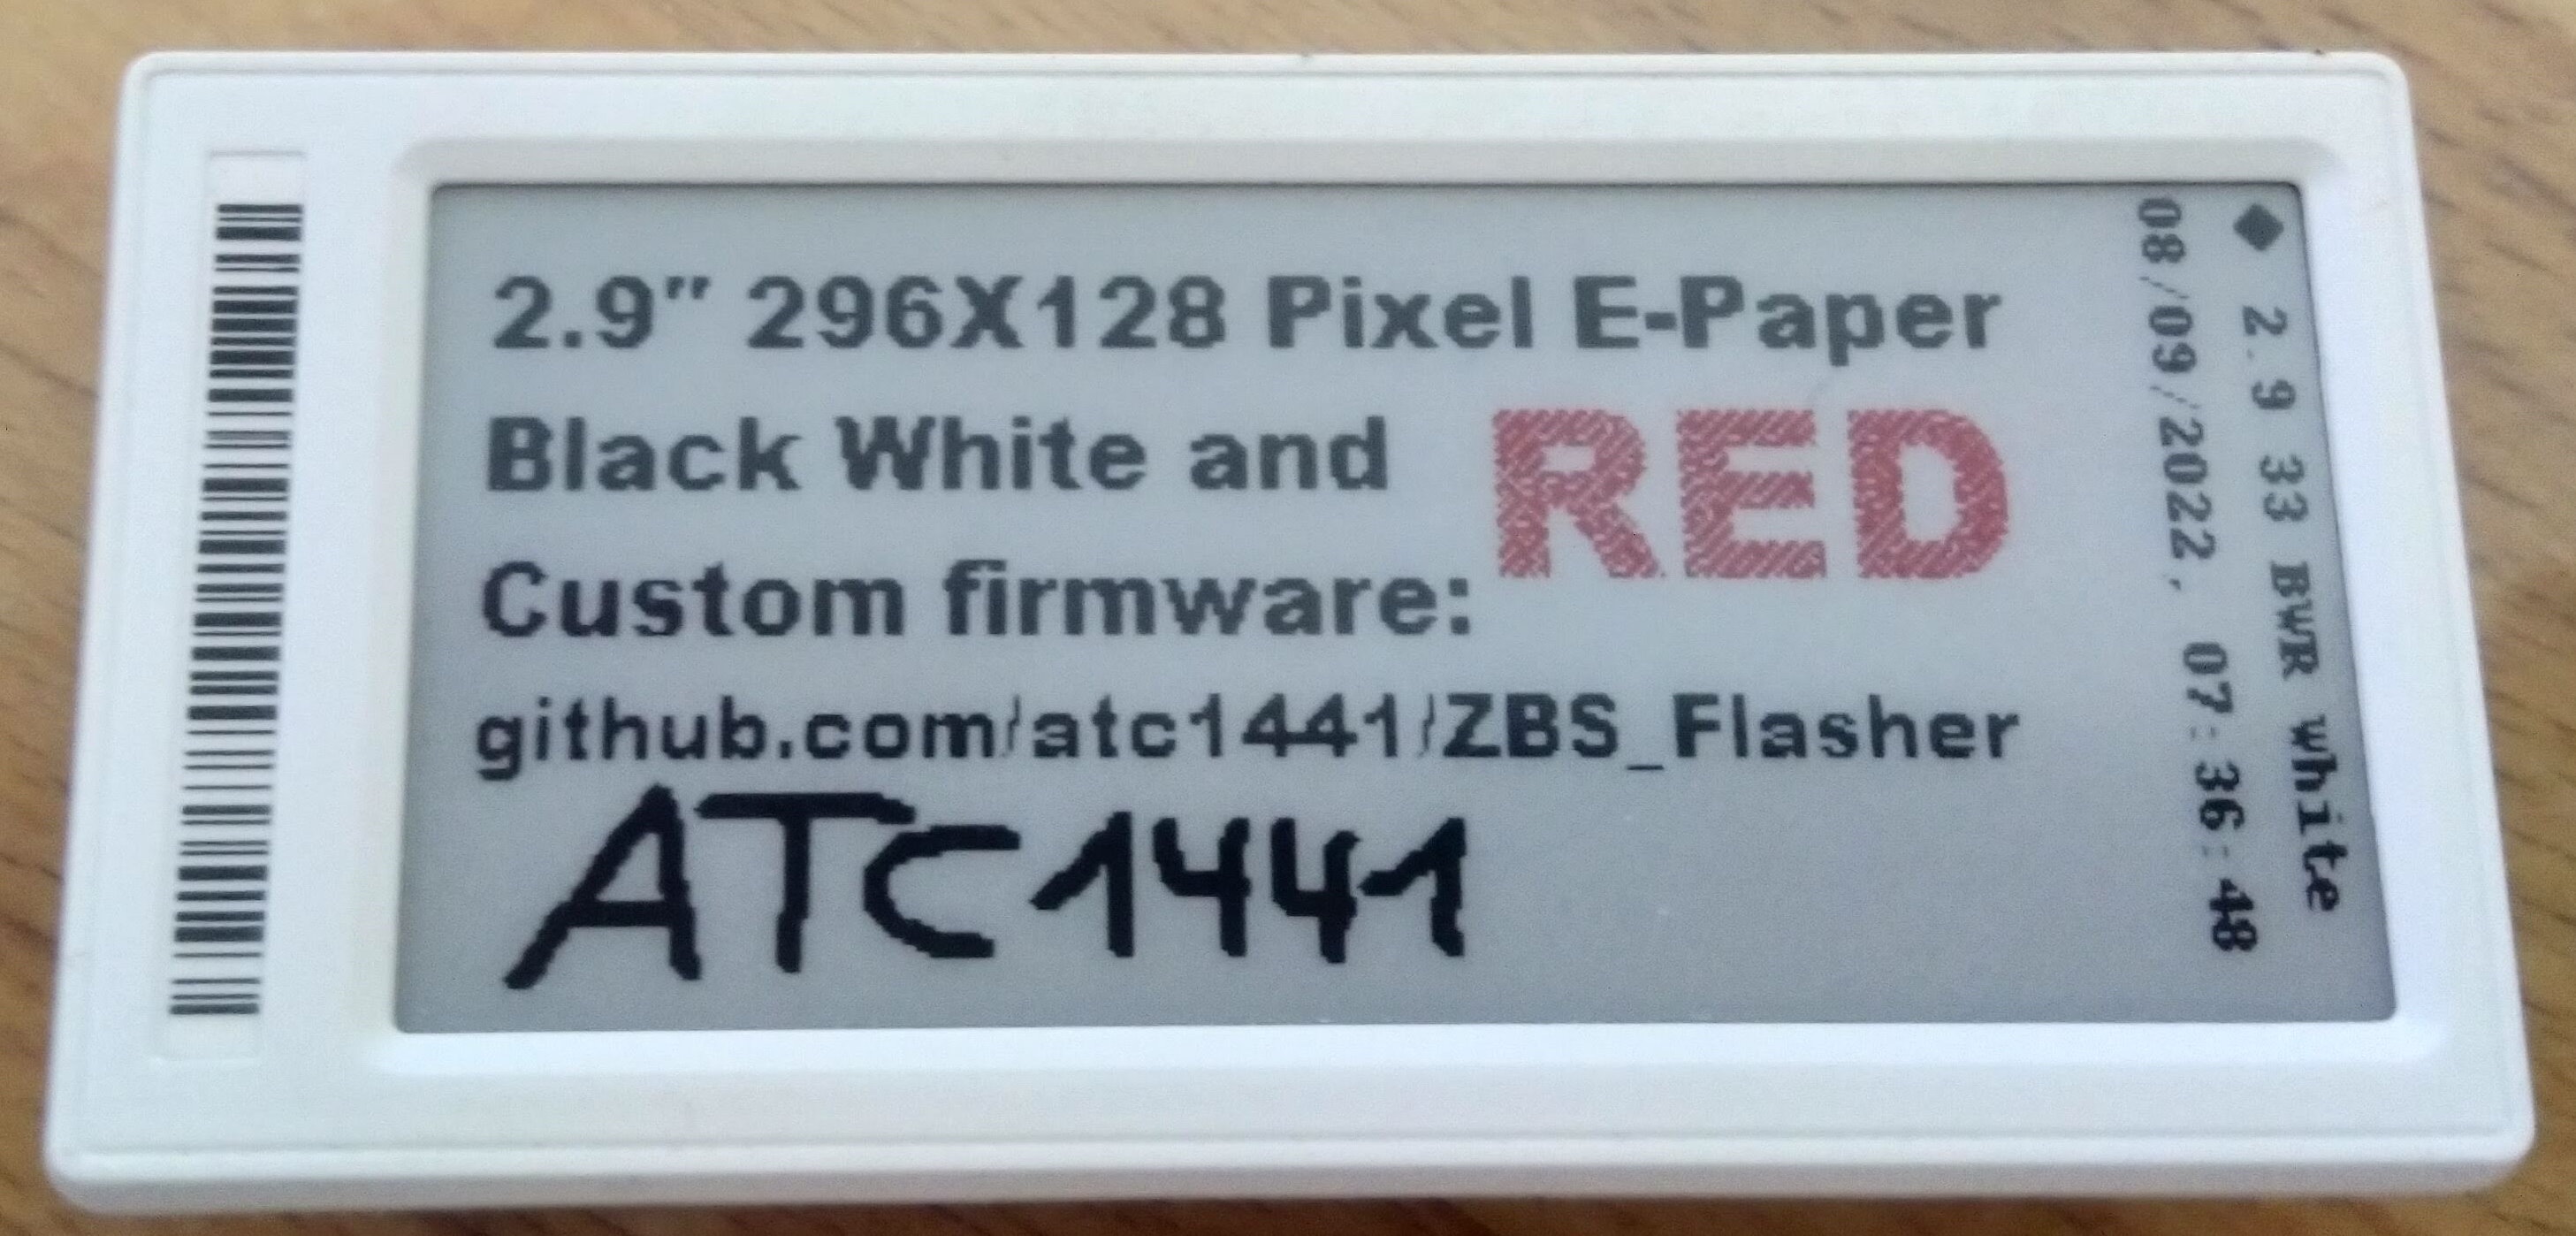 2.9" 296X128 Pixel E-Paper
Black White and RED
Custom firmware:
github.com/atc1441/ZBS_Flasher
ATC1441
◆ 2.9 33 BWR White
08/09/2022, 07:36:48